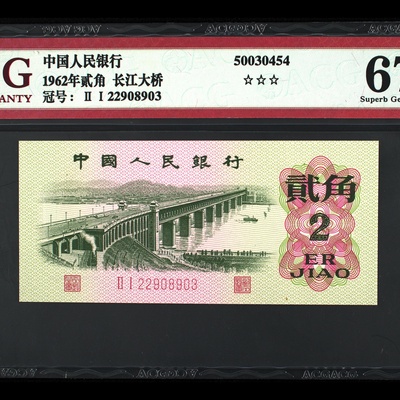 G
中国人民银行
50030454
1962年贰角 长江大桥
☆☆☆
67
ANTY
冠号: II I 22908903
Superb Ge
中國人民銀行
貳角
2
ER
JIAO
II I 22908903